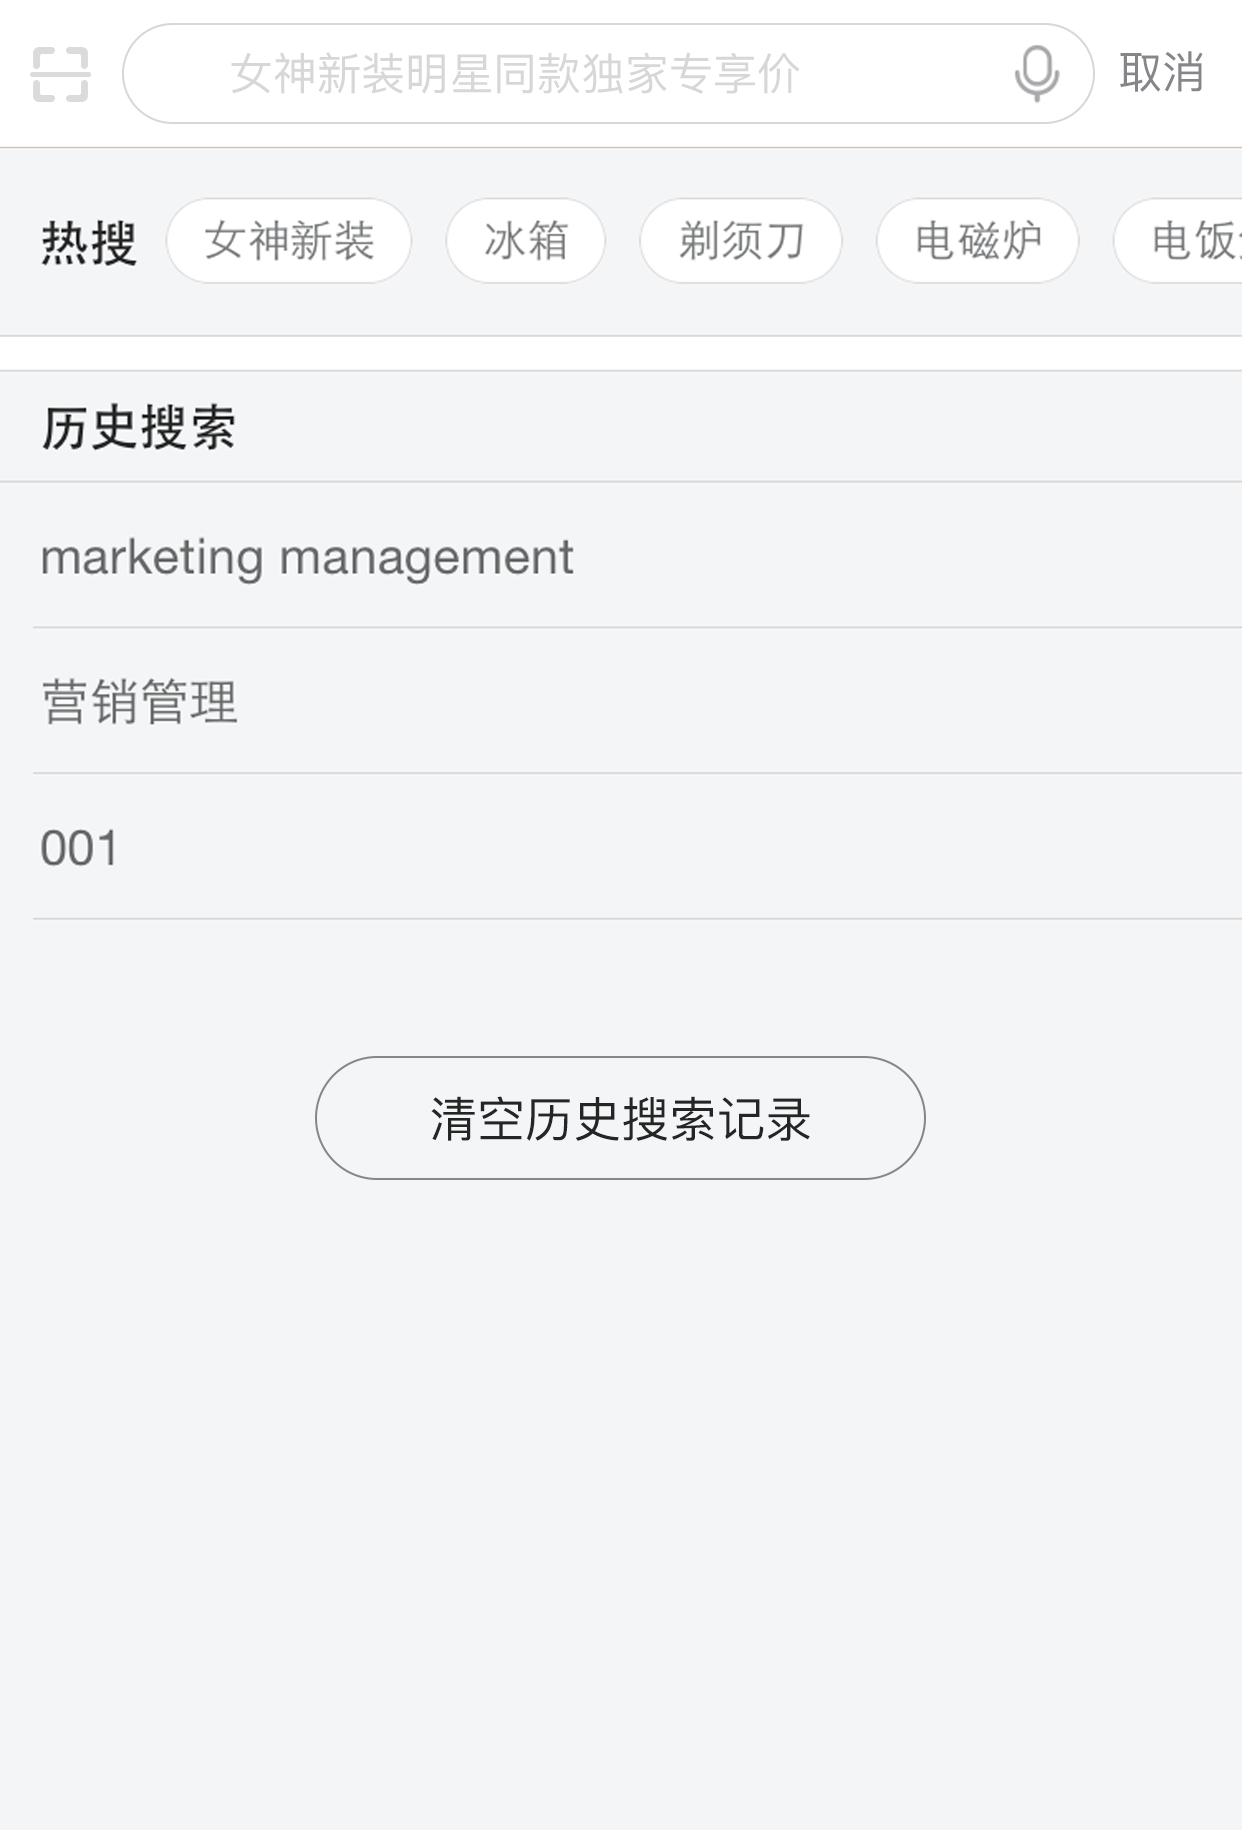 女神新装明星同款独家专享价 取消
热搜 女神新装 冰箱 剃须刀 电磁炉 电饭
历史搜索
marketing management
营销管理
001
清空历史搜索记录